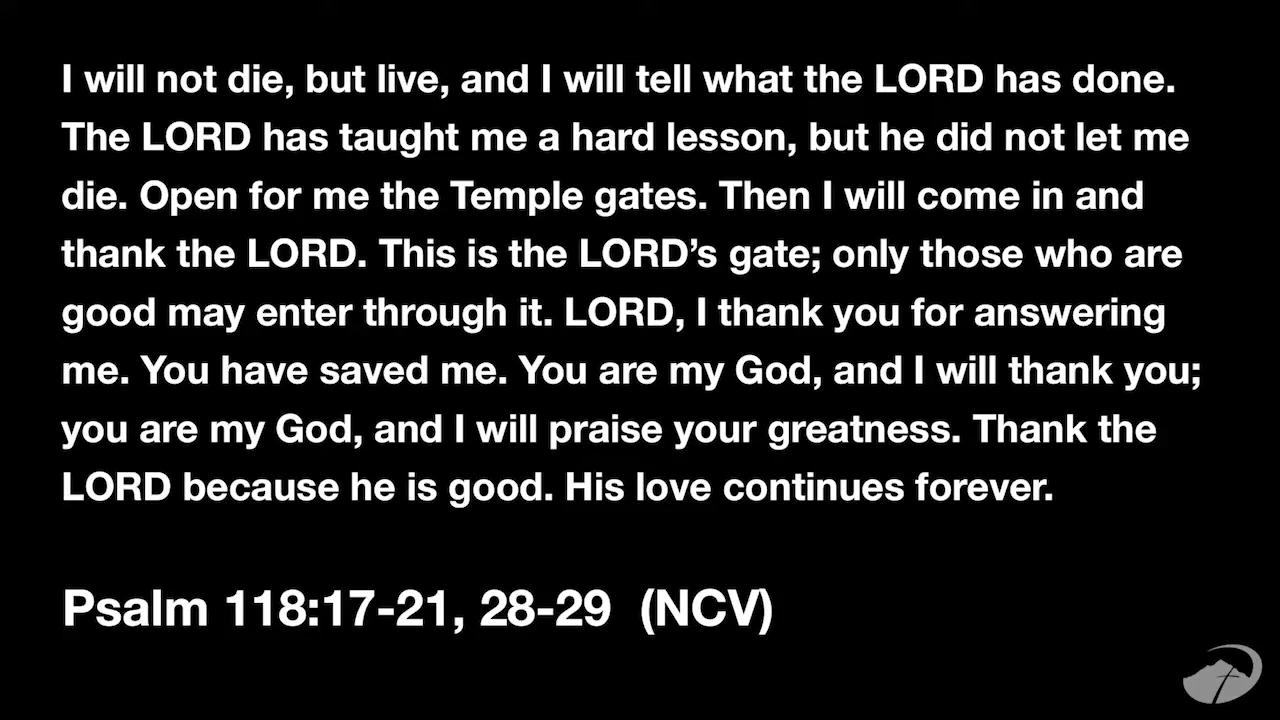 I will not die, but live, and I will tell what the LORD has done.
The LORD has taught me a hard lesson, but he did not let me
die. Open for me the Temple gates. Then I will come in and
thank the LORD. This is the LORD’s gate; only those who are
good may enter through it. LORD, I thank you for answering
me. You have saved me. You are my God, and I will thank you;
you are my God, and I will praise your greatness. Thank the
LORD because he is good. His love continues forever.
Psalm 118:17-21, 28-29 (NCV)